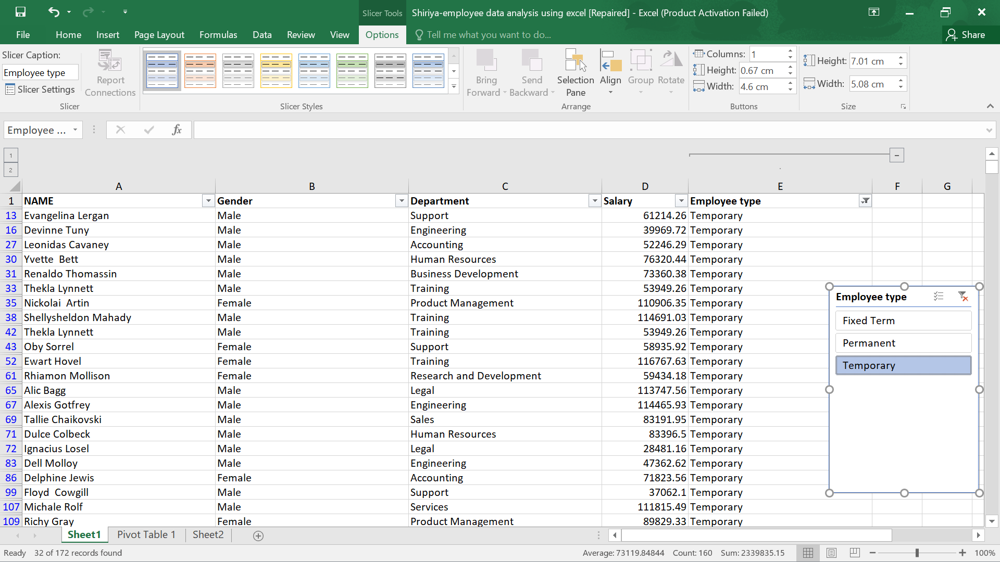 Slicer Tools
Shiriya-employee data analysis using excel [Repaired] - Excel (Product Activation Failed)
File Home Insert Page Layout Formulas Data Review View Options Tell me what you want to do... Share
Slicer Caption:
Employee type
Slicer Settings
Report Connections
Slicer
Slicer Styles
Bring Forward
Send Backward
Selection Pane
Align
Group
Rotate
Arrange
Columns: 1
Height: 0.67 cm
Width: 4.6 cm
Buttons
Height: 7.01 cm
Width: 5.08 cm
Size
Employee ... fx
1
2
A B C D E F G
1 NAME Gender Department Salary Employee type
13 Evangelina Lergan Male Support 61214.26 Temporary
16 Devinne Tuny Male Engineering 39969.72 Temporary
27 Leonidas Cavaney Male Accounting 52246.29 Temporary
30 Yvette  Bett Male Human Resources 76320.44 Temporary
31 Renaldo Thomassin Male Business Development 73360.38 Temporary
33 Thekla Lynnett Male Training 53949.26 Temporary
35 Nickolai  Artin Female Product Management 110906.35 Temporary
38 Shellysheldon Mahady Male Training 114691.03 Temporary
42 Thekla Lynnett Male Training 53949.26 Temporary
43 Oby Sorrel Female Support 58935.92 Temporary
52 Ewart Hovel Female Training 116767.63 Temporary
61 Rhiamon Mollison Female Research and Development 59434.18 Temporary
65 Alic Bagg Male Legal 113747.56 Temporary
67 Alexis Gotfrey Male Engineering 114465.93 Temporary
69 Tallie Chaikovski Male Sales 83191.95 Temporary
71 Dulce Colbeck Male Human Resources 83396.5 Temporary
72 Ignacius Losel Male Legal 28481.16 Temporary
83 Dell Molloy Male Engineering 47362.62 Temporary
86 Delphine Jewis Female Accounting 71823.56 Temporary
99 Floyd  Cowgill Male Support 37062.1 Temporary
107 Michale Rolf Male Services 111815.49 Temporary
109 Richy Gray Female Product Management 89829.33 Temporary
Employee type
Fixed Term
Permanent
Temporary
Sheet1 Pivot Table 1 Sheet2
Ready 32 of 172 records found Average: 73119.84844 Count: 160 Sum: 2339835.15 100%